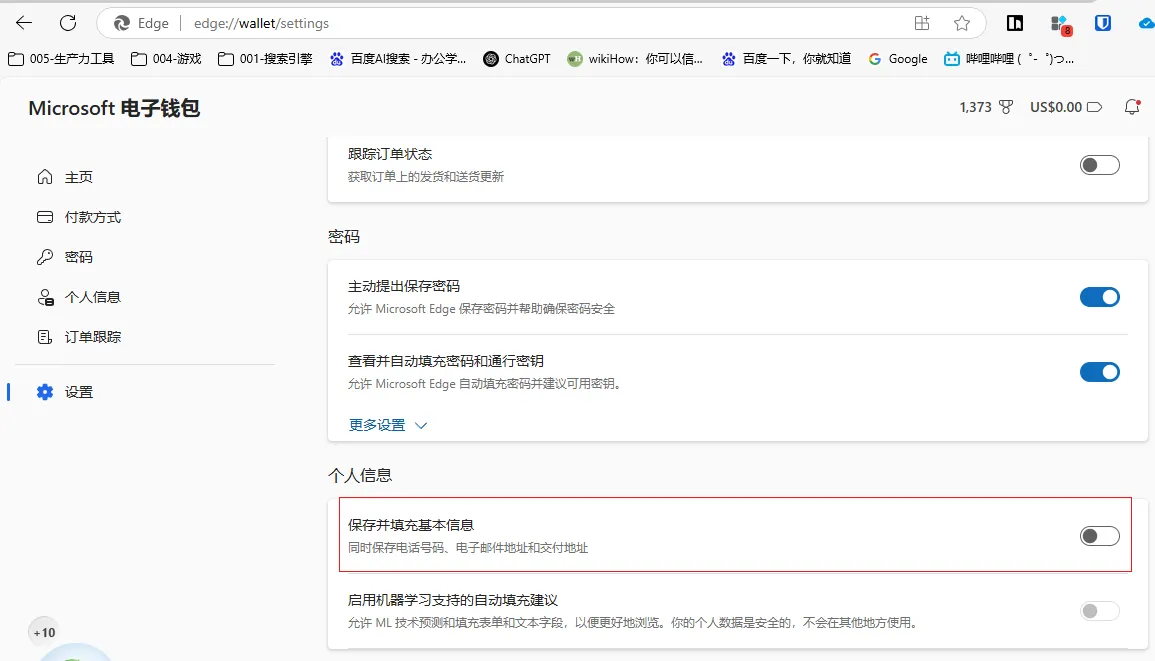 Edge edge://wallet/settings 8
005-生产力工具 004-游戏 001-搜索引擎 百度AI搜索 - 办公学... ChatGPT wikiHow：你可以信... 百度一下，你就知道 Google 哔哩哔哩 ( ゜- ゜)つ...
Microsoft 电子钱包
1,373 US$0.00
主页
付款方式
密码
个人信息
订单跟踪
设置
+10
跟踪订单状态
获取订单上的发货和送货更新
密码
主动提出保存密码
允许 Microsoft Edge 保存密码并帮助确保密码安全
查看并自动填充密码和通行密钥
允许 Microsoft Edge 自动填充密码并建议可用密钥。
更多设置
个人信息
保存并填充基本信息
同时保存电话号码、电子邮件地址和交付地址
启用机器学习支持的自动填充建议
允许 ML 技术预测和填充表单和文本字段，以便更好地浏览。你的个人数据是安全的，不会在其他地方使用。